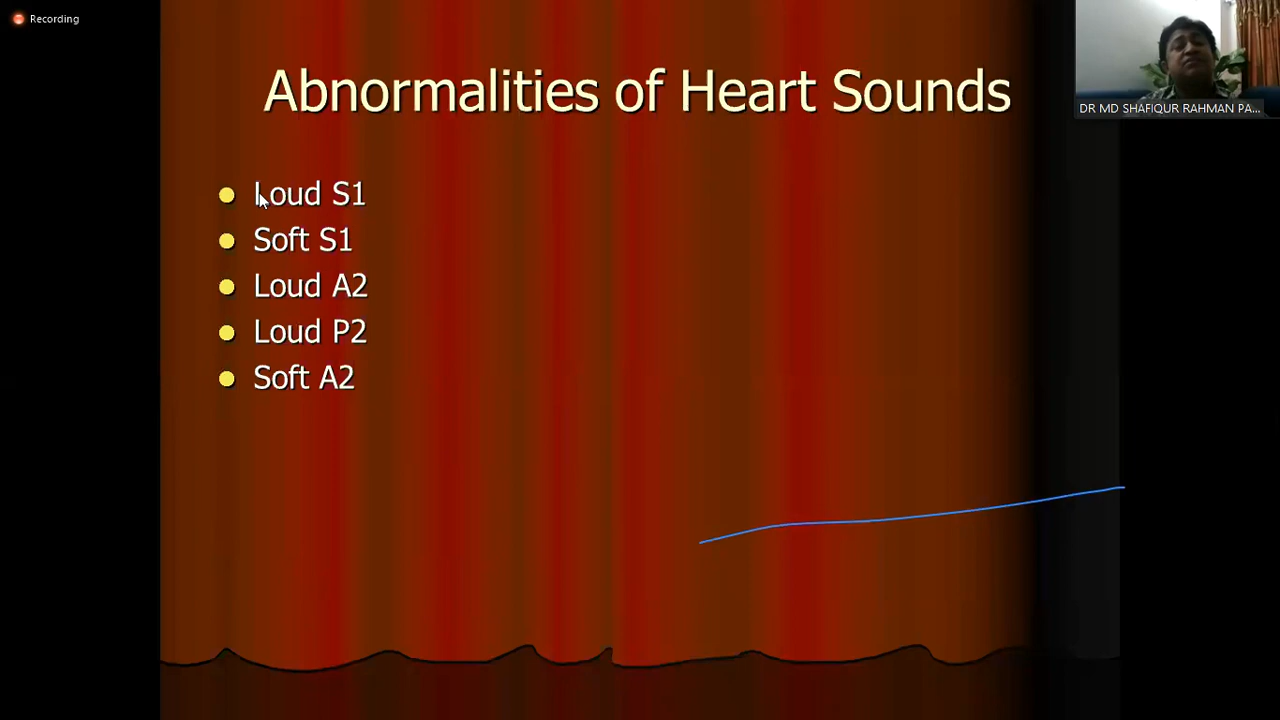 Recording
DR MD SHAFIQUR RAHMAN PA...
Abnormalities of Heart Sounds
Loud S1
Soft S1
Loud A2
Loud P2
Soft A2